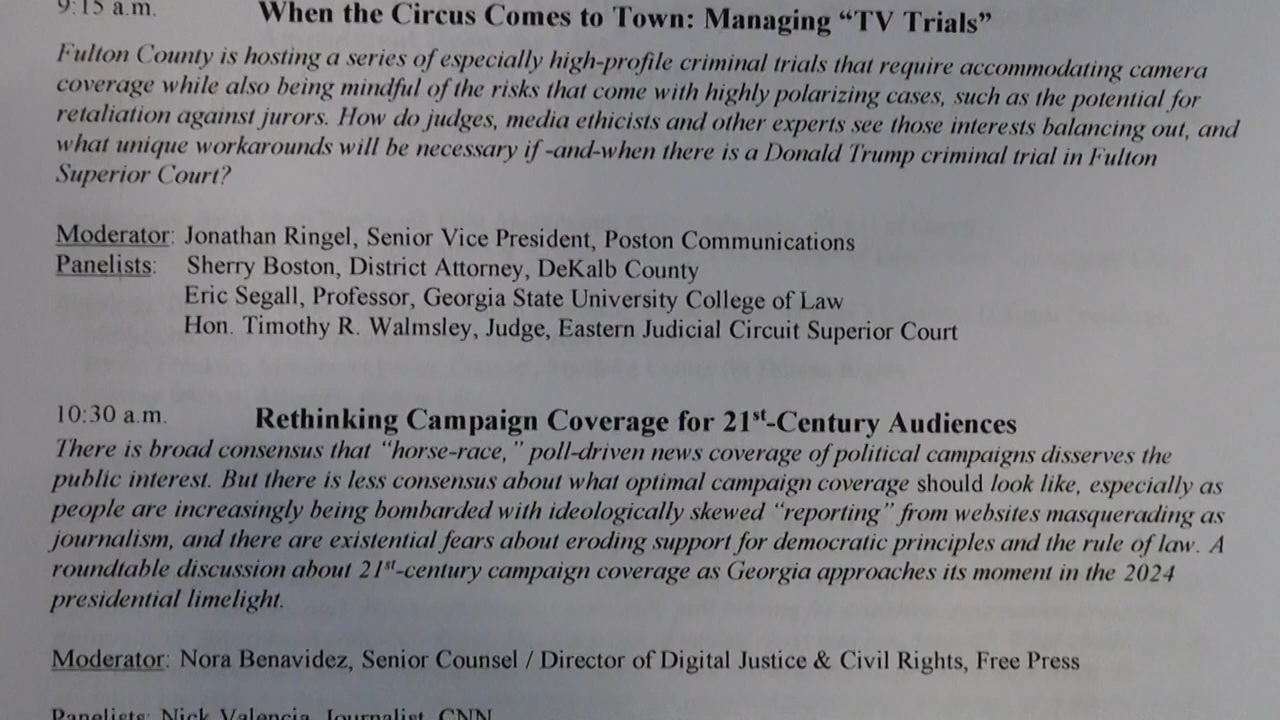 9:15 a.m. When the Circus Comes to Town: Managing “TV Trials”
Fulton County is hosting a series of especially high-profile criminal trials that require accommodating camera
coverage while also being mindful of the risks that come with highly polarizing cases, such as the potential for
retaliation against jurors. How do judges, media ethicists and other experts see those interests balancing out, and
what unique workarounds will be necessary if -and-when there is a Donald Trump criminal trial in Fulton
Superior Court?
Moderator: Jonathan Ringel, Senior Vice President, Poston Communications
Panelists: Sherry Boston, District Attorney, DeKalb County
Eric Segall, Professor, Georgia State University College of Law
Hon. Timothy R. Walmsley, Judge, Eastern Judicial Circuit Superior Court
10:30 a.m. Rethinking Campaign Coverage for 21st-Century Audiences
There is broad consensus that “horse-race,” poll-driven news coverage of political campaigns disserves the
public interest. But there is less consensus about what optimal campaign coverage should look like, especially as
people are increasingly being bombarded with ideologically skewed “reporting” from websites masquerading as
journalism, and there are existential fears about eroding support for democratic principles and the rule of law. A
roundtable discussion about 21st-century campaign coverage as Georgia approaches its moment in the 2024
presidential limelight.
Moderator: Nora Benavidez, Senior Counsel / Director of Digital Justice & Civil Rights, Free Press
Panelists: Nick Valencia, Journalist, CNN